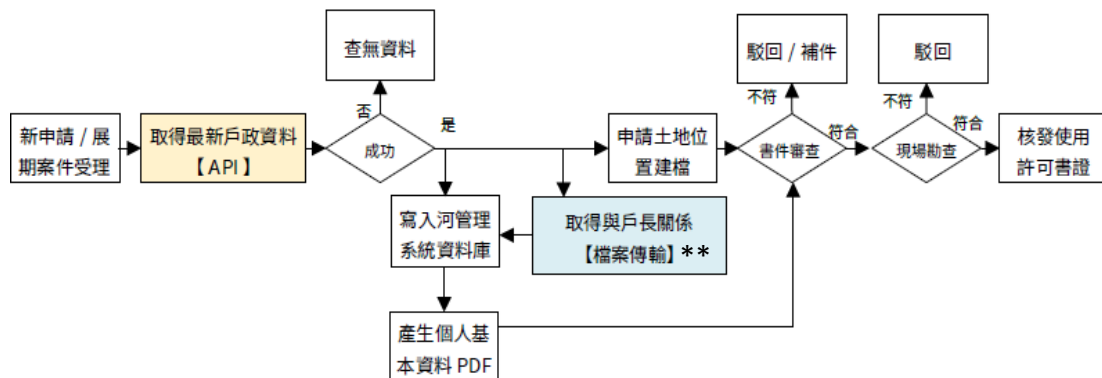 查無資料
駁回 / 補件
駁回
否
是
不符
不符
新申請 / 展
期案件受理
取得最新戶政資料
【API】
成功
申請土地位
置建檔
書件審查
符合
現場勘查
符合
核發使用
許可書證
寫入河管理
系統資料庫
取得與戶長關係
【檔案傳輸】**
產生個人基
本資料 PDF